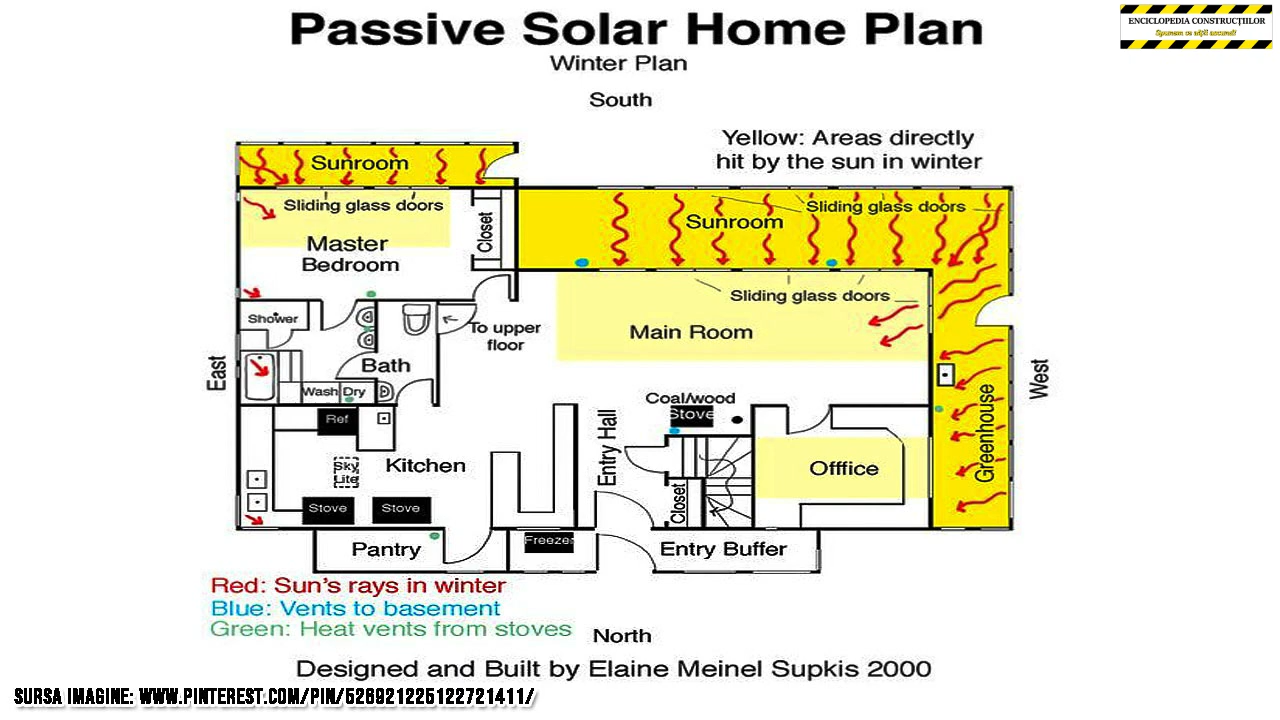 Passive Solar Home Plan
ENCICLOPEDIA CONSTRUCȚIILOR
Winter Plan
South
Yellow: Areas directly
hit by the sun in winter
Sunroom
Sliding glass doors
Closet
Master
Bedroom
Sunroom
Sliding glass doors
Sliding glass doors
Main Room
Shower
To upper
floor
Bath
East
West
Wash
Dry
Coal/wood
Stove
Ref
Entry Hall
Greenhouse
Sky
Lite
Kitchen
Offfice
Closet
Stove
Stove
Pantry
Freezer
Entry Buffer
Red: Sun's rays in winter
Blue: Vents to basement
Green: Heat vents from stoves
North
Designed and Built by Elaine Meinel Supkis 2000
SURSA IMAGINE: WWW.PINTEREST.COM/PIN/526921225122721411/